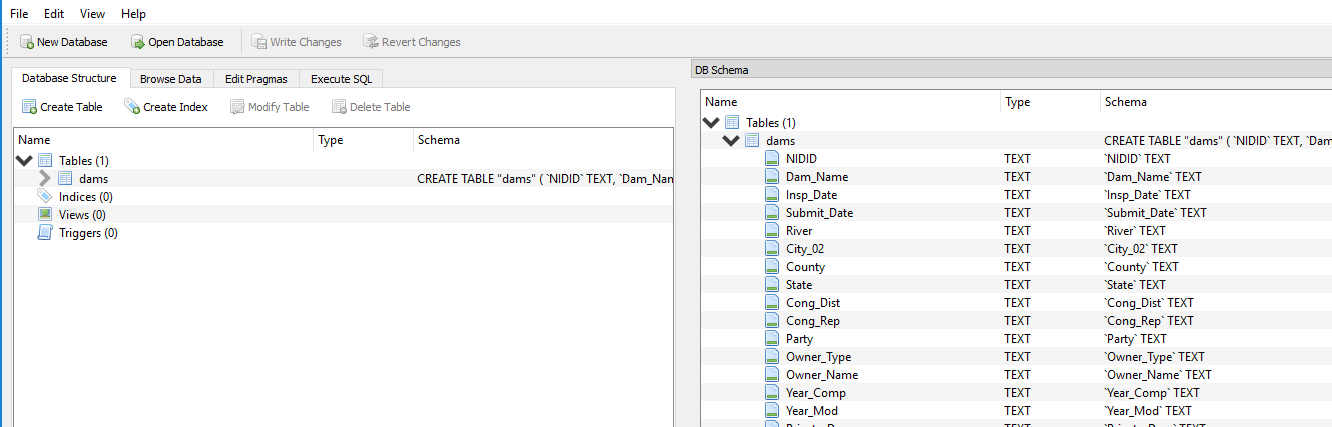 File Edit View Help
New Database Open Database Write Changes Revert Changes
Database Structure Browse Data Edit Pragmas Execute SQL
Create Table Create Index Modify Table Delete Table
Name Type Schema
Tables (1)
dams CREATE TABLE "dams" ( `NIDID` TEXT, `Dam_Nam
Indices (0)
Views (0)
Triggers (0)
DB Schema
Name Type Schema
Tables (1)
dams CREATE TABLE "dams" ( `NIDID` TEXT, `Dam
NIDID TEXT `NIDID` TEXT
Dam_Name TEXT `Dam_Name` TEXT
Insp_Date TEXT `Insp_Date` TEXT
Submit_Date TEXT `Submit_Date` TEXT
River TEXT `River` TEXT
City_02 TEXT `City_02` TEXT
County TEXT `County` TEXT
State TEXT `State` TEXT
Cong_Dist TEXT `Cong_Dist` TEXT
Cong_Rep TEXT `Cong_Rep` TEXT
Party TEXT `Party` TEXT
Owner_Type TEXT `Owner_Type` TEXT
Owner_Name TEXT `Owner_Name` TEXT
Year_Comp TEXT `Year_Comp` TEXT
Year_Mod TEXT `Year_Mod` TEXT